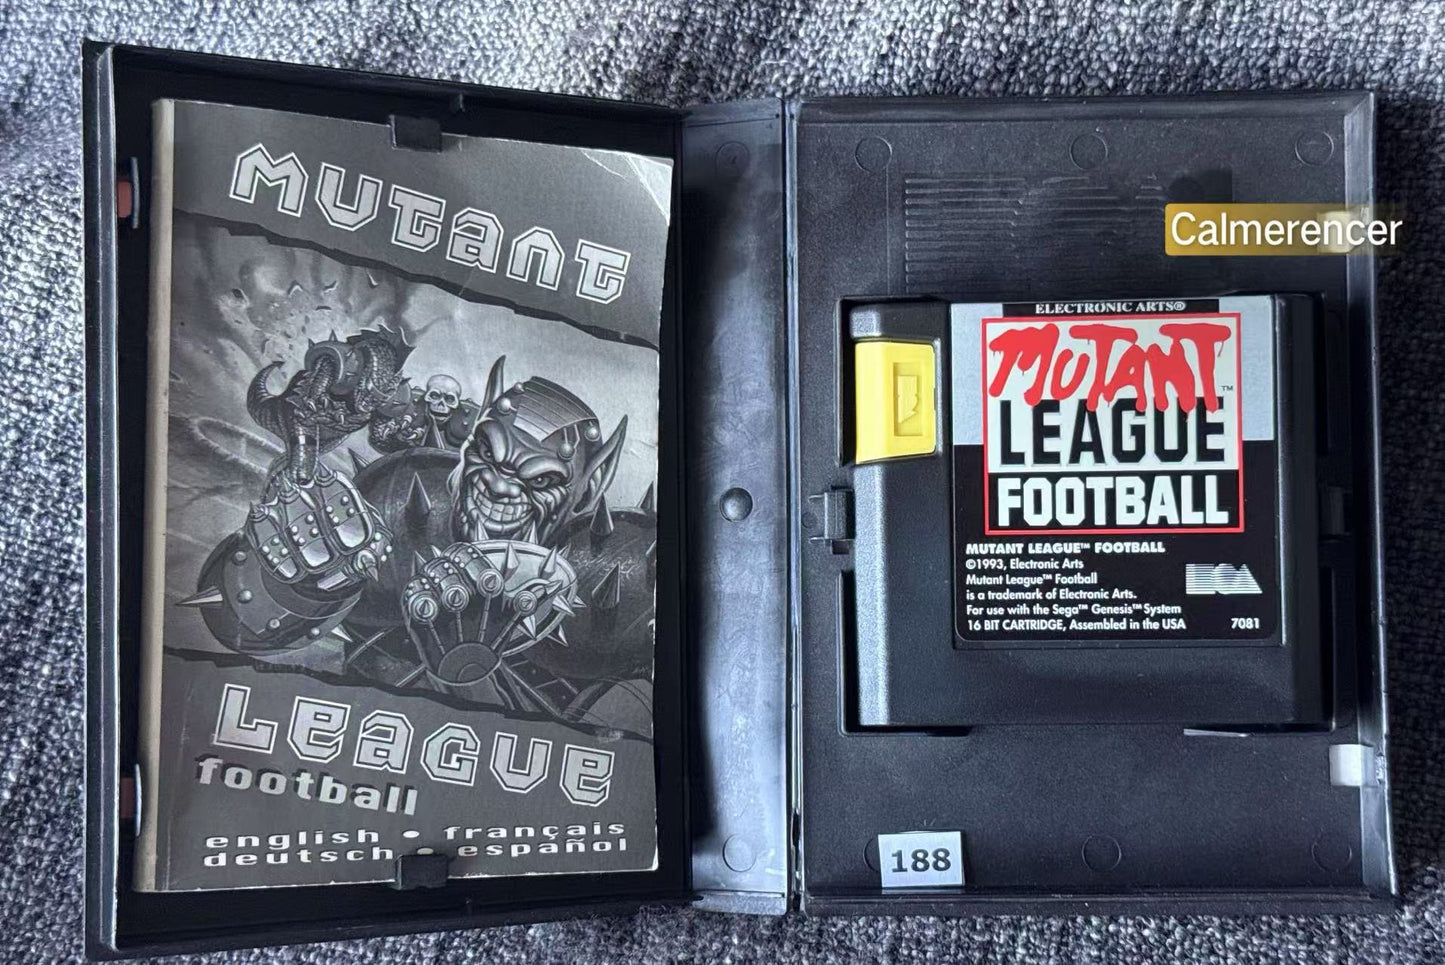 MUTANT
LEAGUE
football
english • français
deutsch • español
Calmerencer
ELECTRONIC ARTS®
MUTANT™
LEAGUE
FOOTBALL
MUTANT LEAGUE™ FOOTBALL
©1993, Electronic Arts
Mutant League™ Football
is a trademark of Electronic Arts.
For use with the Sega™ Genesis™ System
16 BIT CARTRIDGE, Assembled in the USA
EA
7081
188